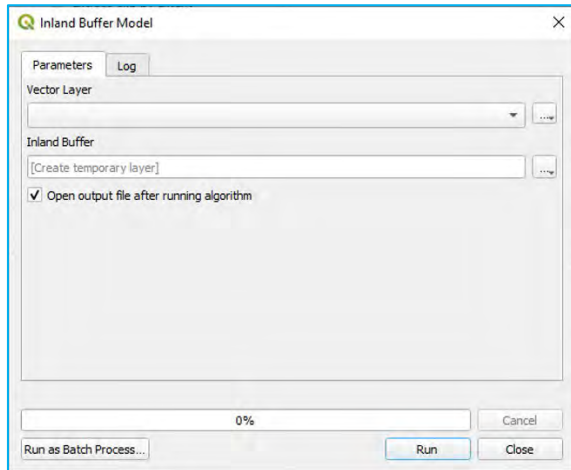 Inland Buffer Model
Parameters Log
Vector Layer
Inland Buffer
[Create temporary layer]
Open output file after running algorithm
0% Cancel
Run as Batch Process... Run Close